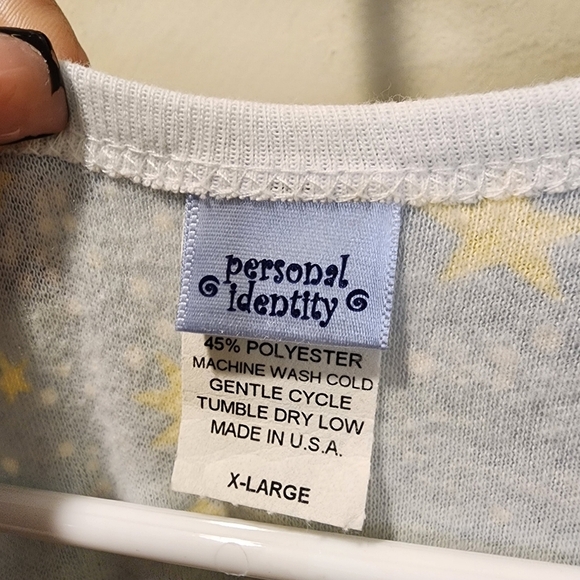 personal
identity
45% POLYESTER
MACHINE WASH COLD
GENTLE CYCLE
TUMBLE DRY LOW
MADE IN U.S.A.
X-LARGE